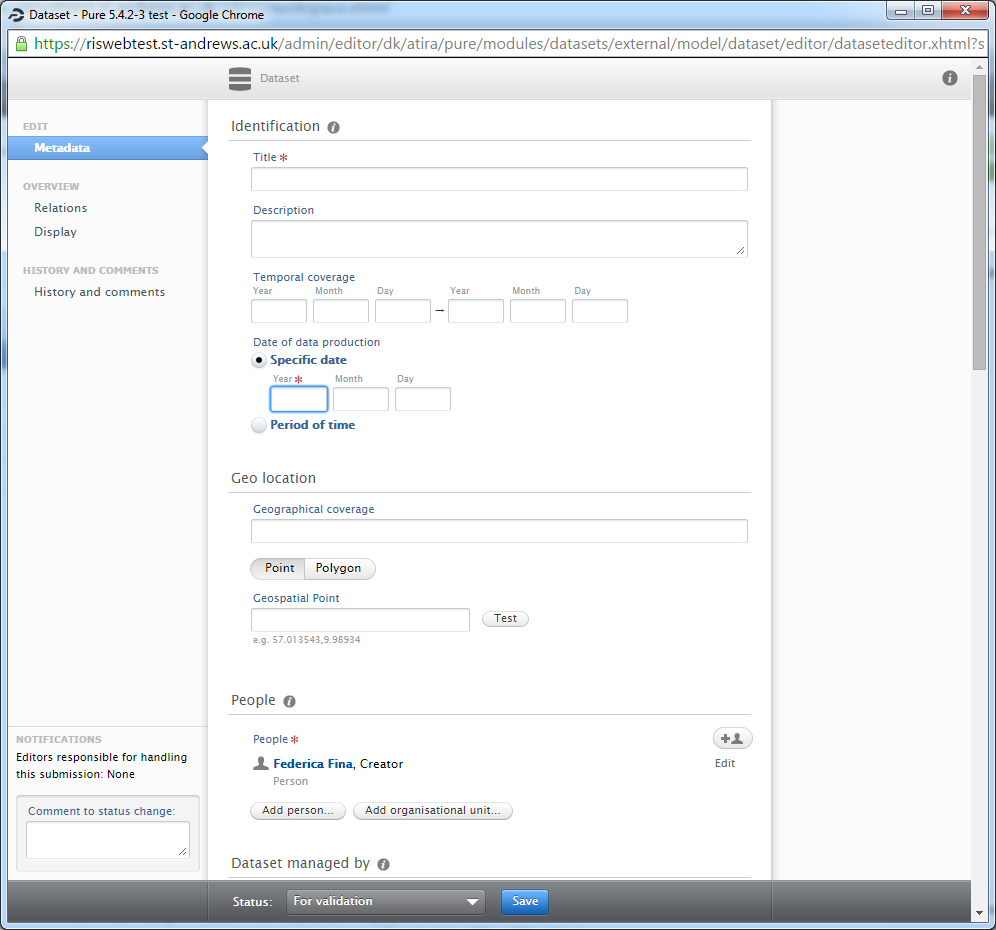 Dataset - Pure 5.4.2-3 test - Google Chrome
https://riswebtest.st-andrews.ac.uk/admin/editor/dk/atira/pure/modules/datasets/external/model/dataset/editor/dataseteditor.xhtml?s
Dataset
EDIT
Metadata
OVERVIEW
Relations
Display
HISTORY AND COMMENTS
History and comments
Identification
Title *
Description
Temporal coverage
Year Month Day Year Month Day
→
Date of data production
Specific date
Year * Month Day
Period of time
Geo location
Geographical coverage
Point Polygon
Geospatial Point
Test
e.g. 57.013543,9.98934
People
People *
Federica Fina, Creator
Person
Edit
Add person... Add organisational unit...
Dataset managed by
NOTIFICATIONS
Editors responsible for handling
this submission: None
Comment to status change:
Status: For validation Save